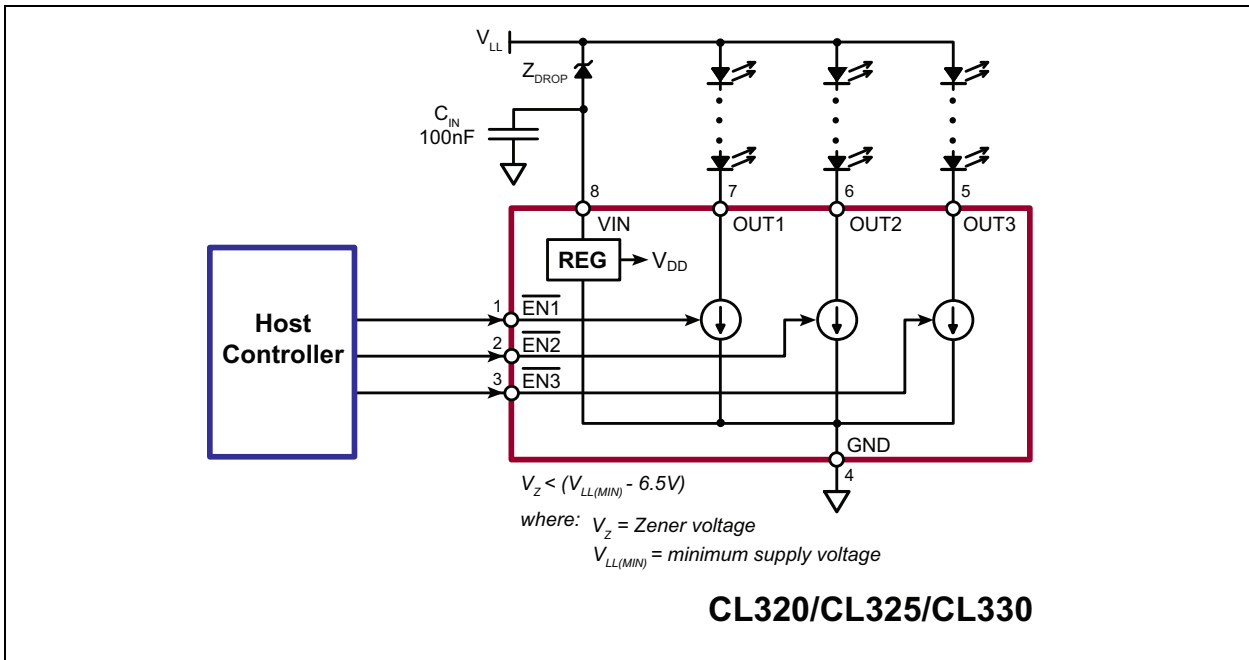 V_LL
Z_DROP
C_IN
100nF
8
7
6
5
VIN
OUT1
OUT2
OUT3
REG
V_DD
Host
Controller
1
EN1
2
EN2
3
EN3
GND
4
V_Z < (V_LL(MIN) - 6.5V)
where: V_Z = Zener voltage
V_LL(MIN) = minimum supply voltage
CL320/CL325/CL330